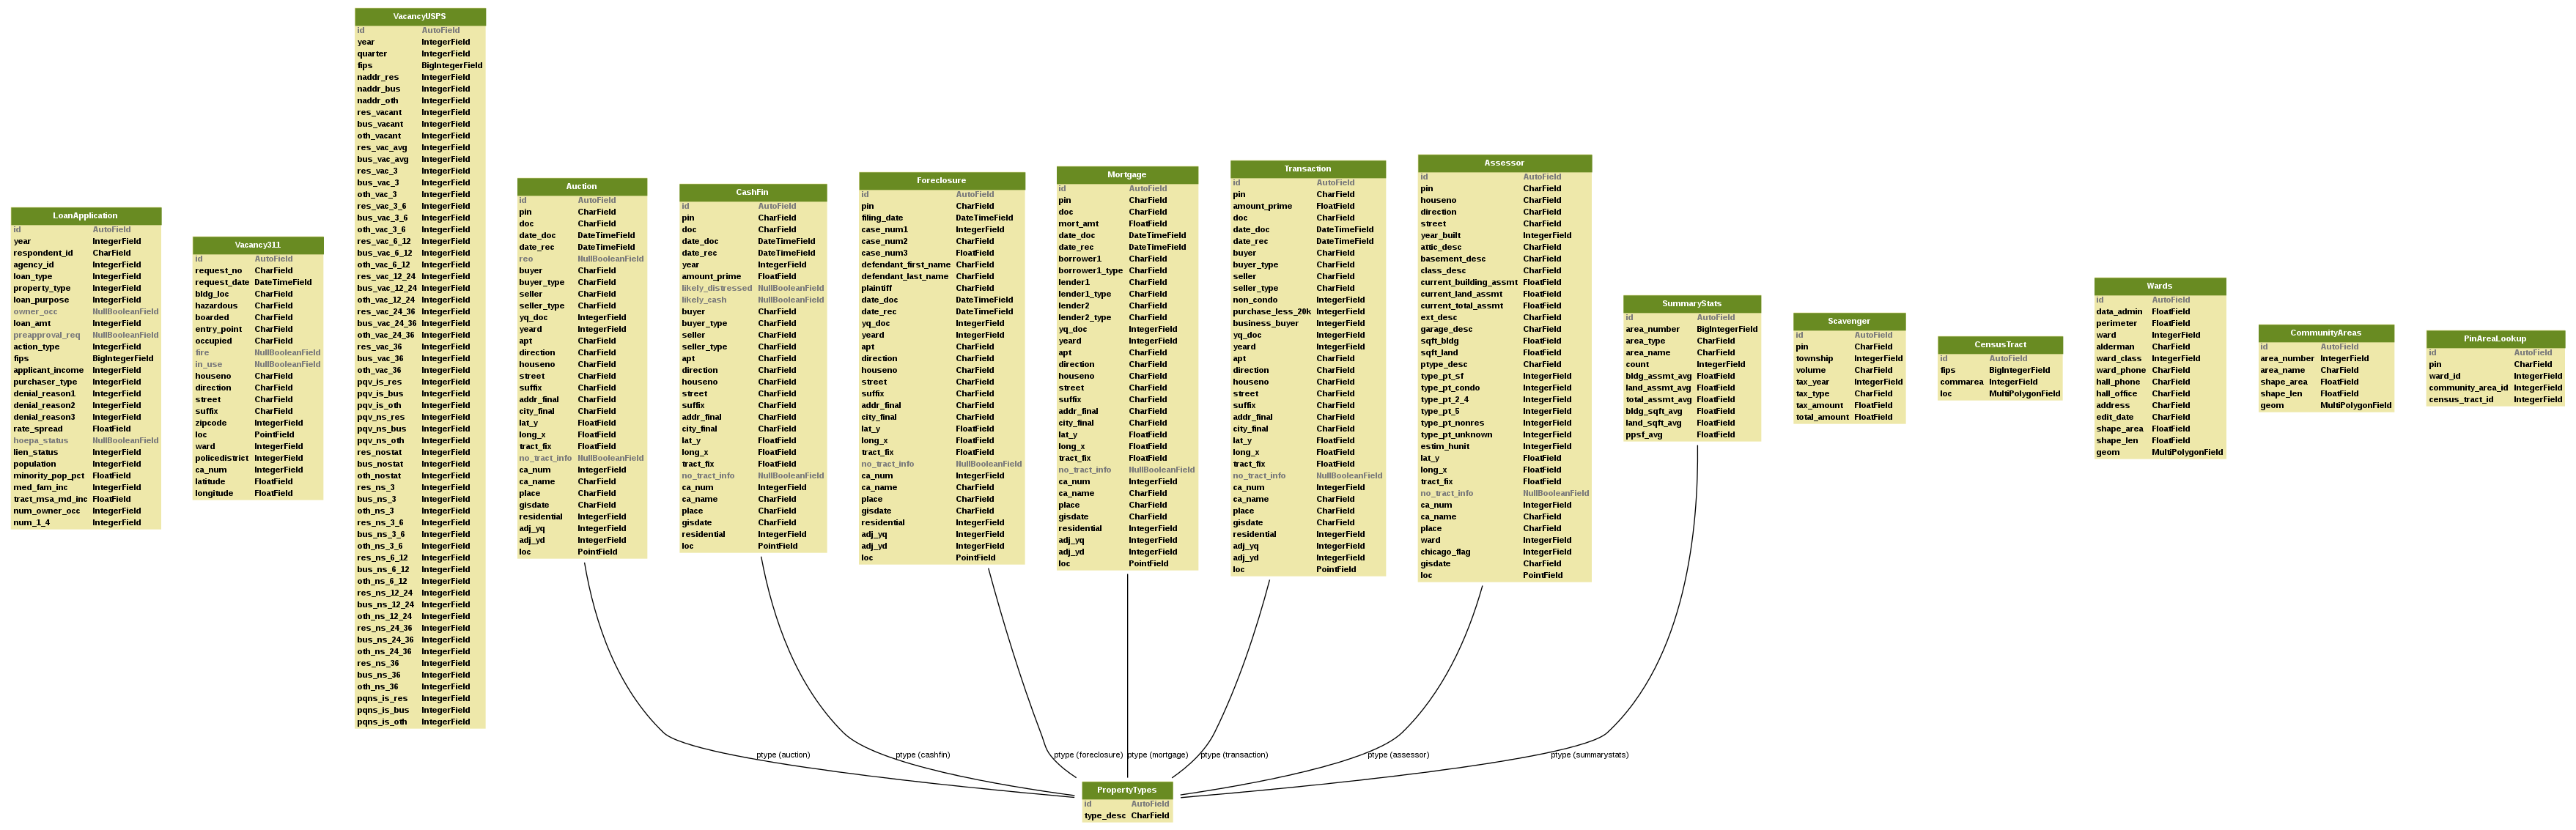 LoanApplication
id AutoField
year IntegerField
respondent_id CharField
agency_id IntegerField
loan_type IntegerField
property_type IntegerField
loan_purpose IntegerField
owner_occ NullBooleanField
loan_amt IntegerField
preapproval_req NullBooleanField
action_type IntegerField
fips BigIntegerField
applicant_income IntegerField
purchaser_type IntegerField
denial_reason1 IntegerField
denial_reason2 IntegerField
denial_reason3 IntegerField
rate_spread FloatField
hoepa_status NullBooleanField
lien_status IntegerField
population IntegerField
minority_pop_pct FloatField
med_fam_inc IntegerField
tract_msa_md_inc FloatField
num_owner_occ IntegerField
num_1_4 IntegerField
Vacancy311
id AutoField
request_no CharField
request_date DateTimeField
bldg_loc CharField
hazardous CharField
boarded CharField
entry_point CharField
occupied CharField
fire NullBooleanField
in_use NullBooleanField
houseno CharField
direction CharField
street CharField
suffix CharField
zipcode IntegerField
loc PointField
ward IntegerField
policedistrict IntegerField
ca_num IntegerField
latitude FloatField
longitude FloatField
VacancyUSPS
id AutoField
year IntegerField
quarter IntegerField
fips BigIntegerField
naddr_res IntegerField
naddr_bus IntegerField
naddr_oth IntegerField
res_vacant IntegerField
bus_vacant IntegerField
oth_vacant IntegerField
res_vac_avg IntegerField
bus_vac_avg IntegerField
res_vac_3 IntegerField
bus_vac_3 IntegerField
oth_vac_3 IntegerField
res_vac_3_6 IntegerField
bus_vac_3_6 IntegerField
oth_vac_3_6 IntegerField
res_vac_6_12 IntegerField
bus_vac_6_12 IntegerField
oth_vac_6_12 IntegerField
res_vac_12_24 IntegerField
bus_vac_12_24 IntegerField
oth_vac_12_24 IntegerField
res_vac_24_36 IntegerField
bus_vac_24_36 IntegerField
oth_vac_24_36 IntegerField
res_vac_36 IntegerField
bus_vac_36 IntegerField
oth_vac_36 IntegerField
pqv_is_res IntegerField
pqv_is_bus IntegerField
pqv_is_oth IntegerField
pqv_ns_res IntegerField
pqv_ns_bus IntegerField
pqv_ns_oth IntegerField
res_nostat IntegerField
bus_nostat IntegerField
oth_nostat IntegerField
res_ns_3 IntegerField
bus_ns_3 IntegerField
oth_ns_3 IntegerField
res_ns_3_6 IntegerField
bus_ns_3_6 IntegerField
oth_ns_3_6 IntegerField
res_ns_6_12 IntegerField
bus_ns_6_12 IntegerField
oth_ns_6_12 IntegerField
res_ns_12_24 IntegerField
bus_ns_12_24 IntegerField
oth_ns_12_24 IntegerField
res_ns_24_36 IntegerField
bus_ns_24_36 IntegerField
oth_ns_24_36 IntegerField
res_ns_36 IntegerField
bus_ns_36 IntegerField
oth_ns_36 IntegerField
pqns_is_res IntegerField
pqns_is_bus IntegerField
pqns_is_oth IntegerField
Auction
id AutoField
pin CharField
doc CharField
date_doc DateTimeField
date_rec DateTimeField
reo NullBooleanField
buyer CharField
buyer_type CharField
seller CharField
seller_type CharField
yq_doc IntegerField
yeard IntegerField
apt CharField
direction CharField
houseno CharField
street CharField
suffix CharField
addr_final CharField
city_final CharField
lat_y FloatField
long_x FloatField
tract_fix FloatField
no_tract_info NullBooleanField
ca_num IntegerField
ca_name CharField
place CharField
gisdate CharField
residential IntegerField
adj_yq IntegerField
adj_yd IntegerField
loc PointField
CashFin
id AutoField
pin CharField
doc CharField
date_doc DateTimeField
date_rec DateTimeField
year IntegerField
amount_prime FloatField
likely_distressed NullBooleanField
likely_cash NullBooleanField
buyer CharField
buyer_type CharField
seller CharField
seller_type CharField
apt CharField
direction CharField
houseno CharField
street CharField
suffix CharField
addr_final CharField
city_final CharField
lat_y FloatField
long_x FloatField
tract_fix FloatField
no_tract_info NullBooleanField
ca_num IntegerField
ca_name CharField
place CharField
gisdate CharField
residential IntegerField
loc PointField
Foreclosure
id AutoField
pin CharField
filing_date DateTimeField
case_num1 IntegerField
case_num2 CharField
case_num3 FloatField
defendant_first_name CharField
defendant_last_name CharField
plaintiff CharField
date_doc DateTimeField
date_rec DateTimeField
yq_doc IntegerField
yeard IntegerField
apt CharField
direction CharField
houseno CharField
street CharField
suffix CharField
addr_final CharField
city_final CharField
lat_y FloatField
long_x FloatField
tract_fix FloatField
no_tract_info NullBooleanField
ca_num IntegerField
ca_name CharField
place CharField
gisdate CharField
residential IntegerField
adj_yq IntegerField
adj_yd IntegerField
loc PointField
Mortgage
id AutoField
pin CharField
doc CharField
mort_amt FloatField
date_doc DateTimeField
date_rec DateTimeField
borrower1 CharField
borrower1_type CharField
lender1 CharField
lender1_type CharField
lender2 CharField
lender2_type CharField
yq_doc IntegerField
yeard IntegerField
apt CharField
direction CharField
houseno CharField
street CharField
suffix CharField
addr_final CharField
city_final CharField
lat_y FloatField
long_x FloatField
tract_fix FloatField
no_tract_info NullBooleanField
ca_num IntegerField
ca_name CharField
place CharField
gisdate CharField
residential IntegerField
adj_yq IntegerField
adj_yd IntegerField
loc PointField
Transaction
id AutoField
pin CharField
amount_prime FloatField
doc CharField
date_doc DateTimeField
date_rec DateTimeField
buyer CharField
buyer_type CharField
seller CharField
seller_type CharField
non_condo IntegerField
purchase_less_20k IntegerField
business_buyer IntegerField
yq_doc IntegerField
yeard IntegerField
apt CharField
direction CharField
houseno CharField
street CharField
suffix CharField
addr_final CharField
city_final CharField
lat_y FloatField
long_x FloatField
tract_fix FloatField
no_tract_info NullBooleanField
ca_num IntegerField
ca_name CharField
place CharField
gisdate CharField
residential IntegerField
adj_yq IntegerField
adj_yd IntegerField
loc PointField
Assessor
id AutoField
pin CharField
houseno CharField
direction CharField
street CharField
year_built IntegerField
attic_desc CharField
basement_desc CharField
class_desc CharField
current_building_assmt FloatField
current_land_assmt FloatField
current_total_assmt FloatField
ext_desc CharField
garage_desc CharField
sqft_bldg FloatField
sqft_land FloatField
ptype_desc CharField
type_pt_sf IntegerField
type_pt_condo IntegerField
type_pt_2_4 IntegerField
type_pt_5 IntegerField
type_pt_nonres IntegerField
type_pt_unknown IntegerField
estim_hunit IntegerField
lat_y FloatField
long_x FloatField
tract_fix FloatField
no_tract_info NullBooleanField
ca_num IntegerField
ca_name CharField
place CharField
ward IntegerField
chicago_flag IntegerField
gisdate CharField
loc PointField
SummaryStats
id AutoField
area_number BigIntegerField
area_type CharField
area_name CharField
count IntegerField
bldg_assmt_avg FloatField
land_assmt_avg FloatField
total_assmt_avg FloatField
bldg_sqft_avg FloatField
land_sqft_avg FloatField
ppsf_avg FloatField
Scavenger
id AutoField
pin CharField
township IntegerField
volume CharField
tax_year IntegerField
tax_type CharField
tax_amount FloatField
total_amount FloatField
CensusTract
id AutoField
fips BigIntegerField
commarea IntegerField
loc MultiPolygonField
Wards
id AutoField
data_admin FloatField
perimeter FloatField
ward IntegerField
alderman CharField
ward_class IntegerField
ward_phone CharField
hall_phone CharField
hall_office CharField
address CharField
edit_date CharField
shape_area FloatField
shape_len FloatField
geom MultiPolygonField
CommunityAreas
id AutoField
area_number IntegerField
area_name CharField
shape_area FloatField
shape_len FloatField
geom MultiPolygonField
PinAreaLookup
id AutoField
pin CharField
ward_id IntegerField
community_area_id IntegerField
census_tract_id IntegerField
ptype (auction)
ptype (cashfin)
ptype (foreclosure)
ptype (mortgage)
ptype (transaction)
ptype (assessor)
ptype (summarystats)
PropertyTypes
id AutoField
type_desc CharField